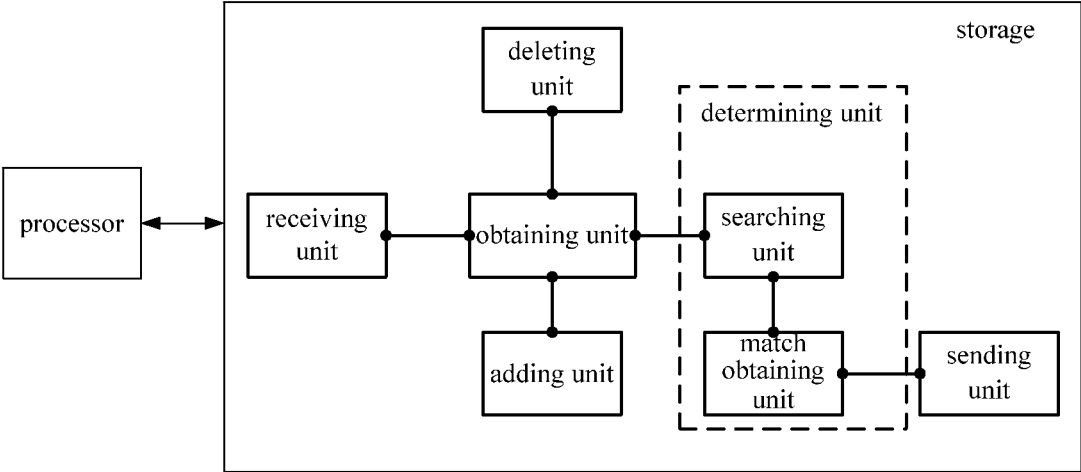 storage
deleting
unit
determining unit
processor
receiving
unit
obtaining unit
searching
unit
adding unit
match
obtaining
unit
sending
unit